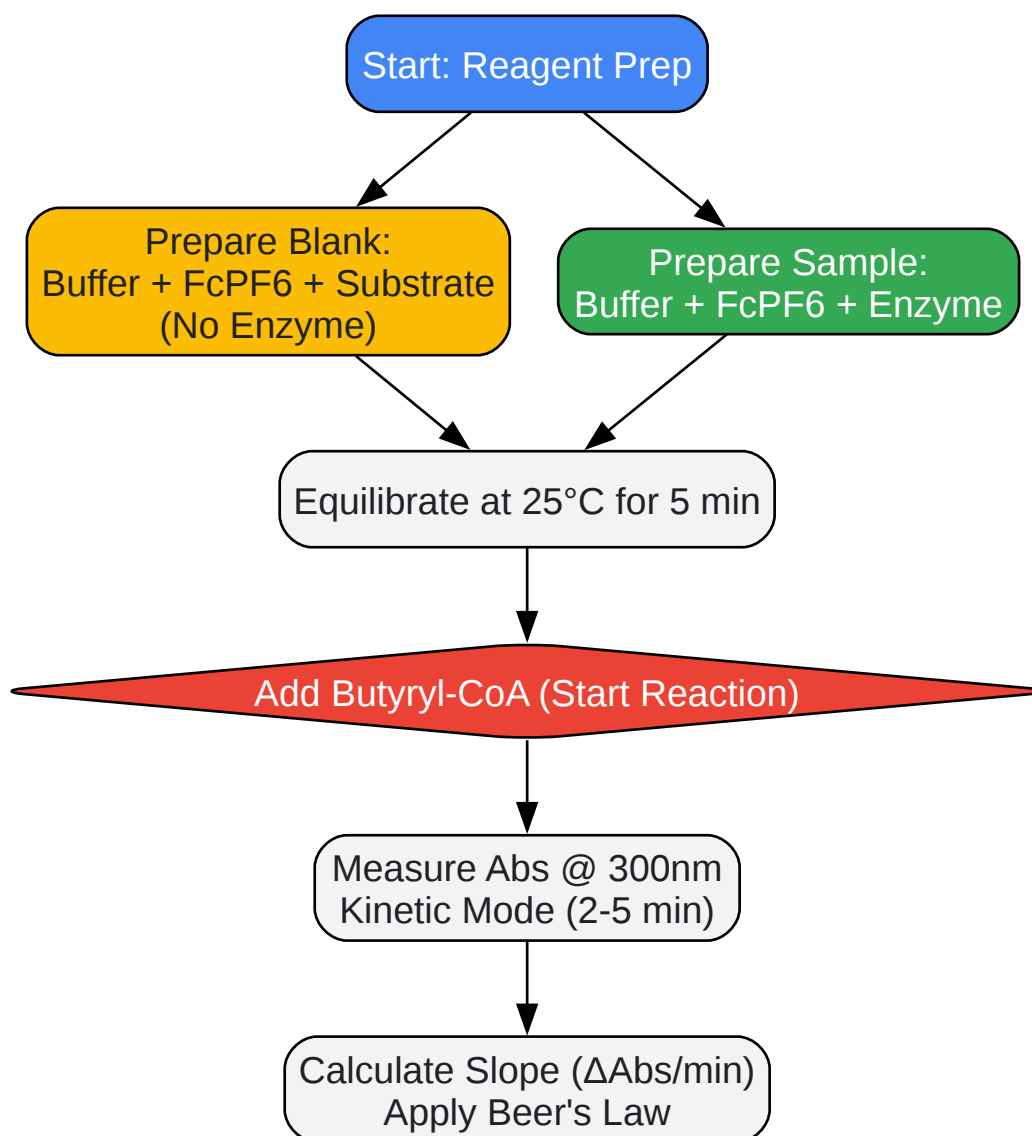 Start: Reagent Prep
Prepare Blank:
Buffer + FcPF6 + Substrate
(No Enzyme)
Prepare Sample:
Buffer + FcPF6 + Enzyme
Equilibrate at 25°C for 5 min
Add Butyryl-CoA (Start Reaction)
Measure Abs @ 300nm
Kinetic Mode (2-5 min)
Calculate Slope (ΔAbs/min)
Apply Beer's Law